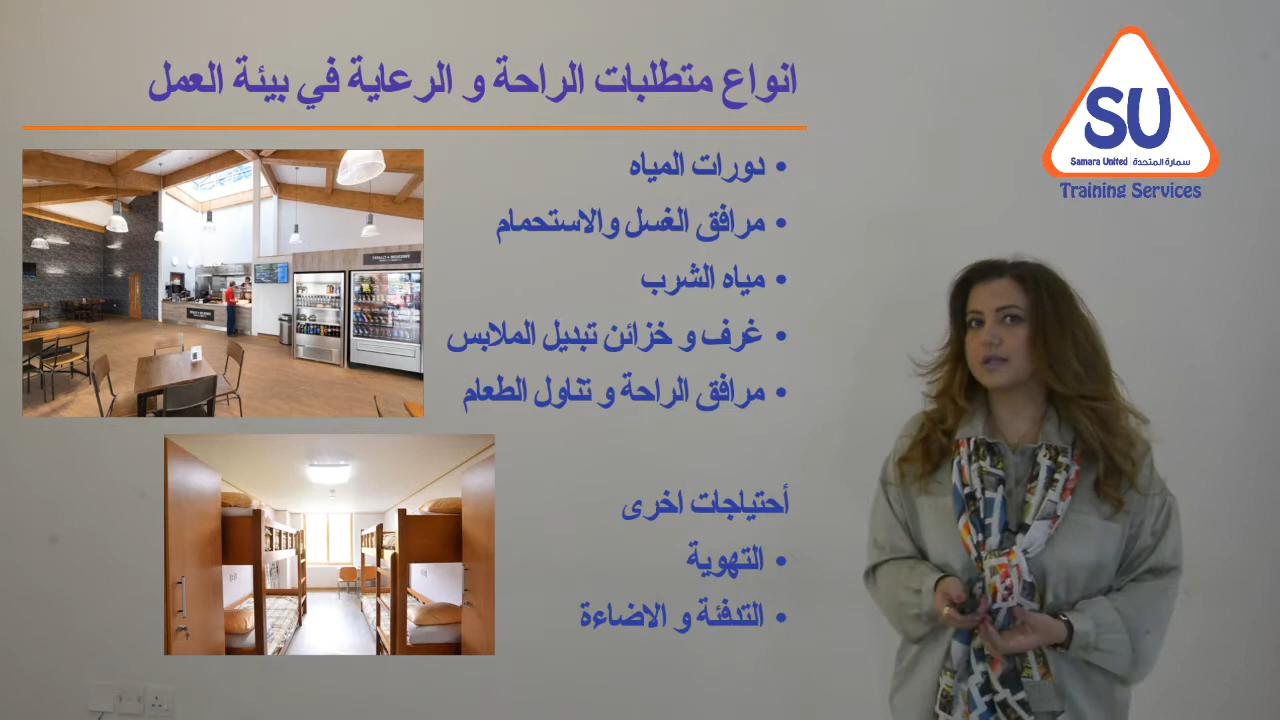 انواع متطلبات الراحة و الرعاية في بيئة العمل
• دورات المياه
• مرافق الغسل والاستحمام
• مياه الشرب
• غرف و خزائن تبديل الملابس
• مرافق الراحة و تناول الطعام
أحتياجات اخرى
• التهوية
• التدفئة و الاضاءة
SU
Samara United سمارة المتحدة
Training Services